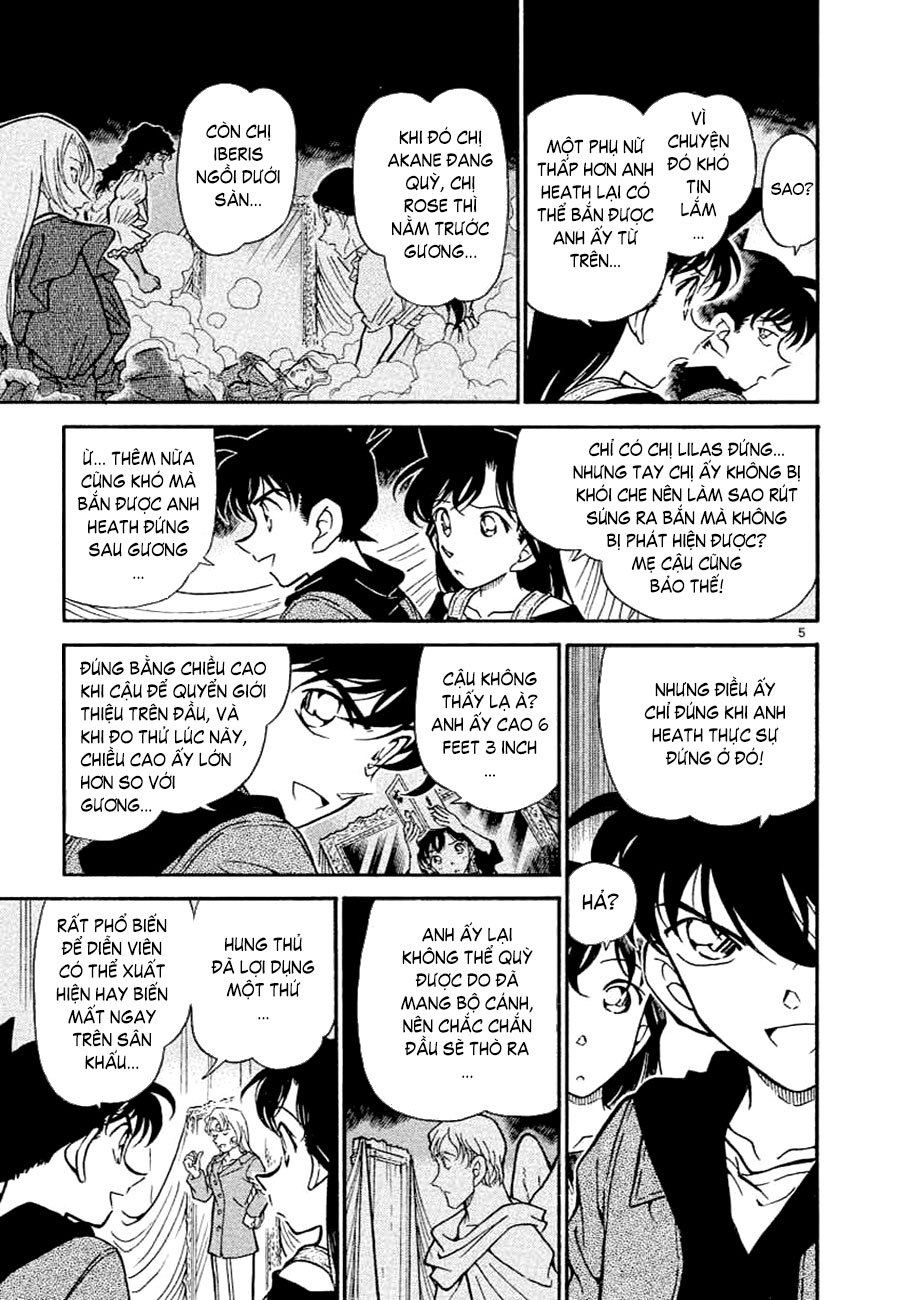 SAO?
VÌ
CHUYỆN
ĐÓ KHÓ
TIN
LẮM
...
MỘT PHỤ NỮ
THẤP HƠN ANH
HEATH LẠI CÓ
THỂ BẮN ĐƯỢC
ANH ẤY TỪ
TRÊN...
KHI ĐÓ CHỊ
AKANE ĐANG
QUỲ, CHỊ
ROSE THÌ
NẰM TRƯỚC
GƯƠNG...
CÒN CHỊ
IBERIS
NGỒI DƯỚI
SÀN...
CHỈ CÓ CHỊ LILAS ĐỨNG...
NHƯNG TAY CHỊ ẤY KHÔNG BỊ
KHÓI CHE NÊN LÀM SAO RÚT
SÚNG RA BẮN MÀ KHÔNG
BỊ PHÁT HIỆN ĐƯỢC?
MẸ CẬU CŨNG
BẢO THẾ!
Ừ... THÊM NỮA
CŨNG KHÓ MÀ
BẮN ĐƯỢC ANH
HEATH ĐỨNG
SAU GƯƠNG
...
5
NHƯNG ĐIỀU ẤY
CHỈ ĐÚNG KHI ANH
HEATH THỰC SỰ
ĐỨNG Ở ĐÓ!
HẢ?
CẬU KHÔNG
THẤY LẠ À?
ANH ẤY CAO 6
FEET 3 INCH
...
ĐÚNG BẰNG CHIỀU CAO
KHI CẬU ĐỂ QUYỂN GIỚI
THIỆU TRÊN ĐẦU, VÀ
KHI ĐO THỬ LÚC NÀY,
CHIỀU CAO ẤY LỚN
HƠN SO VỚI
GƯƠNG...
ANH ẤY LẠI
KHÔNG THỂ QUỲ
ĐƯỢC DO ĐÃ
MANG BỘ CÁNH,
NÊN CHẮC CHẮN
ĐẦU SẼ THÒ RA
...
HUNG THỦ
ĐÃ LỢI DỤNG
MỘT THỨ
...
RẤT PHỔ BIẾN
ĐỂ DIỄN VIÊN
CÓ THỂ XUẤT
HIỆN HAY BIẾN
MẤT NGAY
TRÊN SÂN
KHẤU...